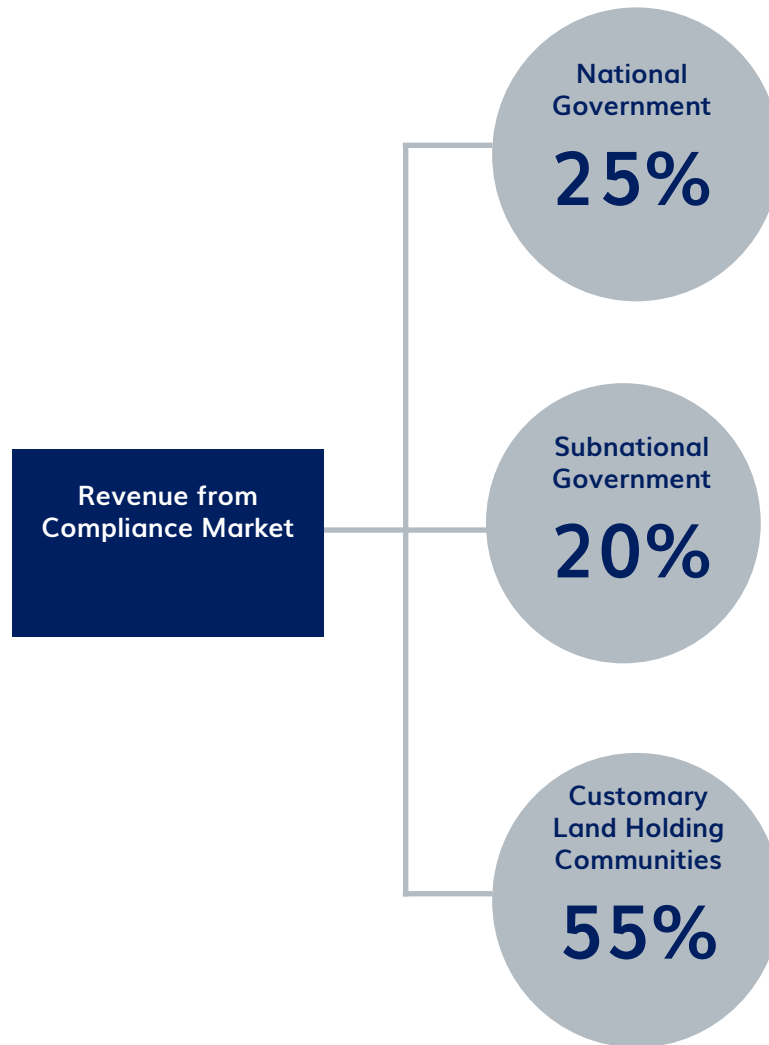 National
Government
25%
Revenue from
Compliance Market
Subnational
Government
20%
Customary
Land Holding
Communities
55%